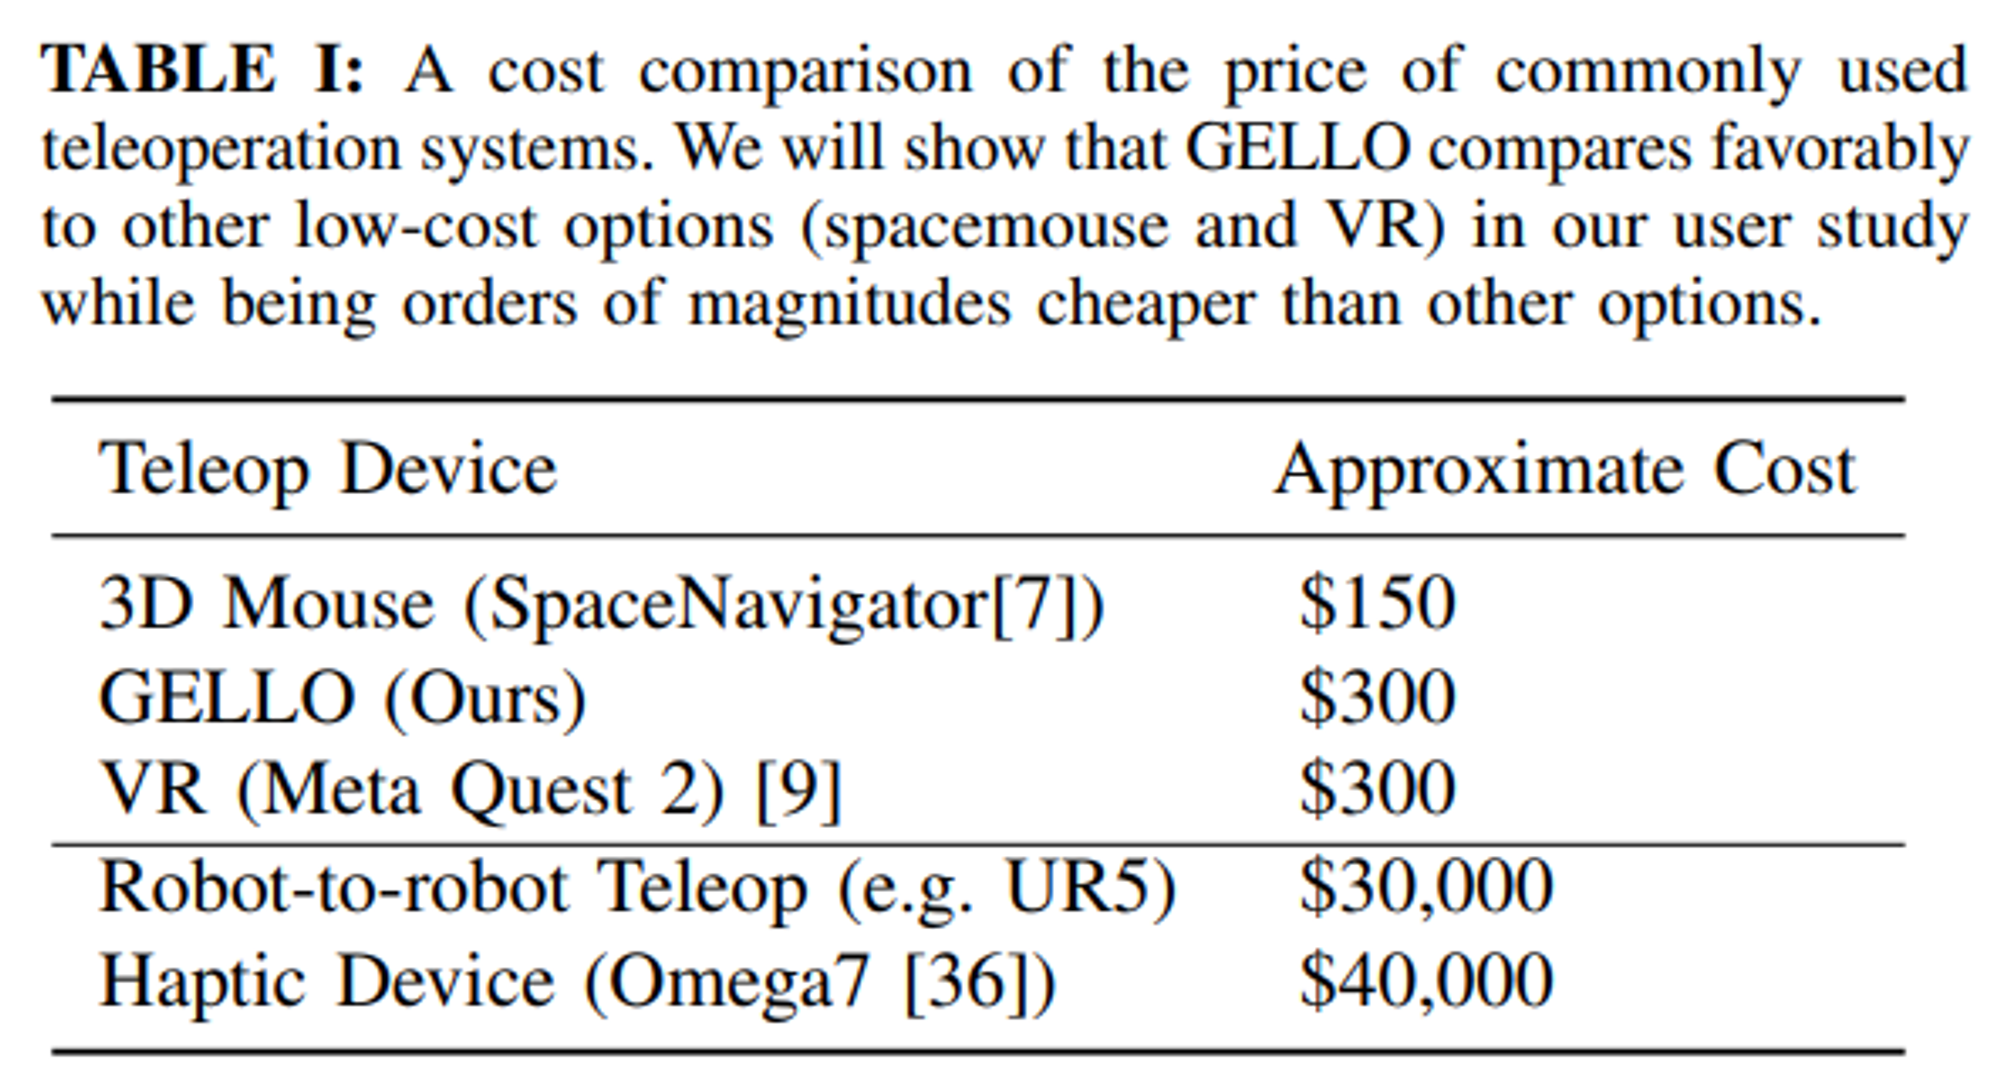 TABLE I: A cost comparison of the price of commonly used
teleoperation systems. We will show that GELLO compares favorably
to other low-cost options (spacemouse and VR) in our user study
while being orders of magnitudes cheaper than other options.
Teleop Device Approximate Cost
3D Mouse (SpaceNavigator[7]) $150
GELLO (Ours) $300
VR (Meta Quest 2) [9] $300
Robot-to-robot Teleop (e.g. UR5) $30,000
Haptic Device (Omega7 [36]) $40,000